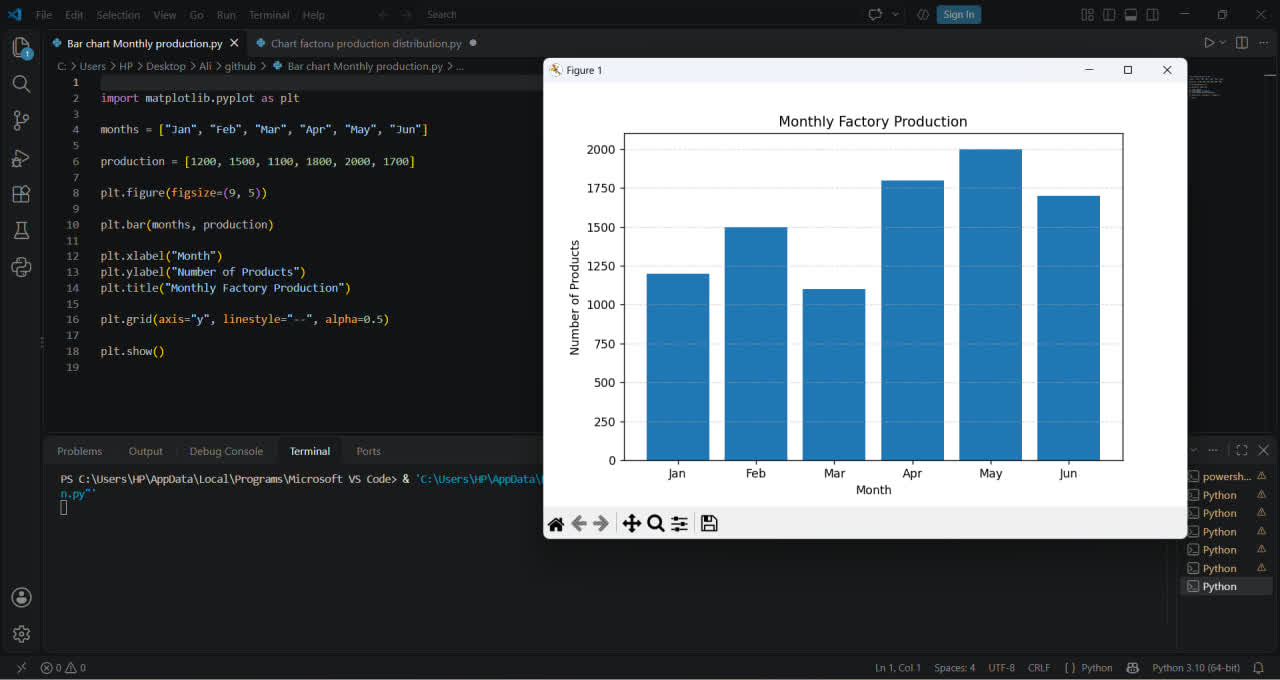 File Edit Selection View Go Run Terminal Help Search Sign In
Bar chart Monthly production.py Chart factoru production distribution.py
C: > Users > HP > Desktop > Ali > github > Bar chart Monthly production.py > ...
1
1
2 import matplotlib.pyplot as plt
3
4 months = ["Jan", "Feb", "Mar", "Apr", "May", "Jun"]
5
6 production = [1200, 1500, 1100, 1800, 2000, 1700]
7
8 plt.figure(figsize=(9, 5))
9
10 plt.bar(months, production)
11
12 plt.xlabel("Month")
13 plt.ylabel("Number of Products")
14 plt.title("Monthly Factory Production")
15
16 plt.grid(axis="y", linestyle="--", alpha=0.5)
17
18 plt.show()
19
Figure 1
Monthly Factory Production
Number of Products
2000
1750
1500
1250
1000
750
500
250
0
Jan Feb Mar Apr May Jun
Month
Problems Output Debug Console Terminal Ports
PS C:\Users\HP\AppData\Local\Programs\Microsoft VS Code> & 'C:\Users\HP\AppData\
n.py"'
powersh...
Python
Python
Python
Python
Python
Python
0 0 Ln 1, Col 1 Spaces: 4 UTF-8 CRLF { } Python Python 3.10 (64-bit)